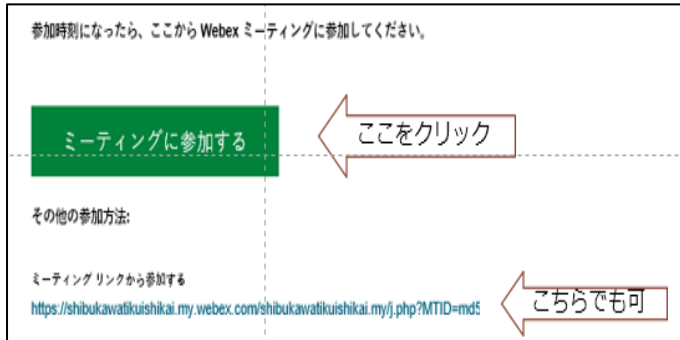 参加時刻になったら、ここから Webex ミーティングに参加してください。
ミーティングに参加する
ここをクリック
その他の参加方法:
ミーティング リンクから参加する
https://shibukawatikuishikai.my.webex.com/shibukawatikuishikai.my/j.php?MTID=md5
こちらでも可